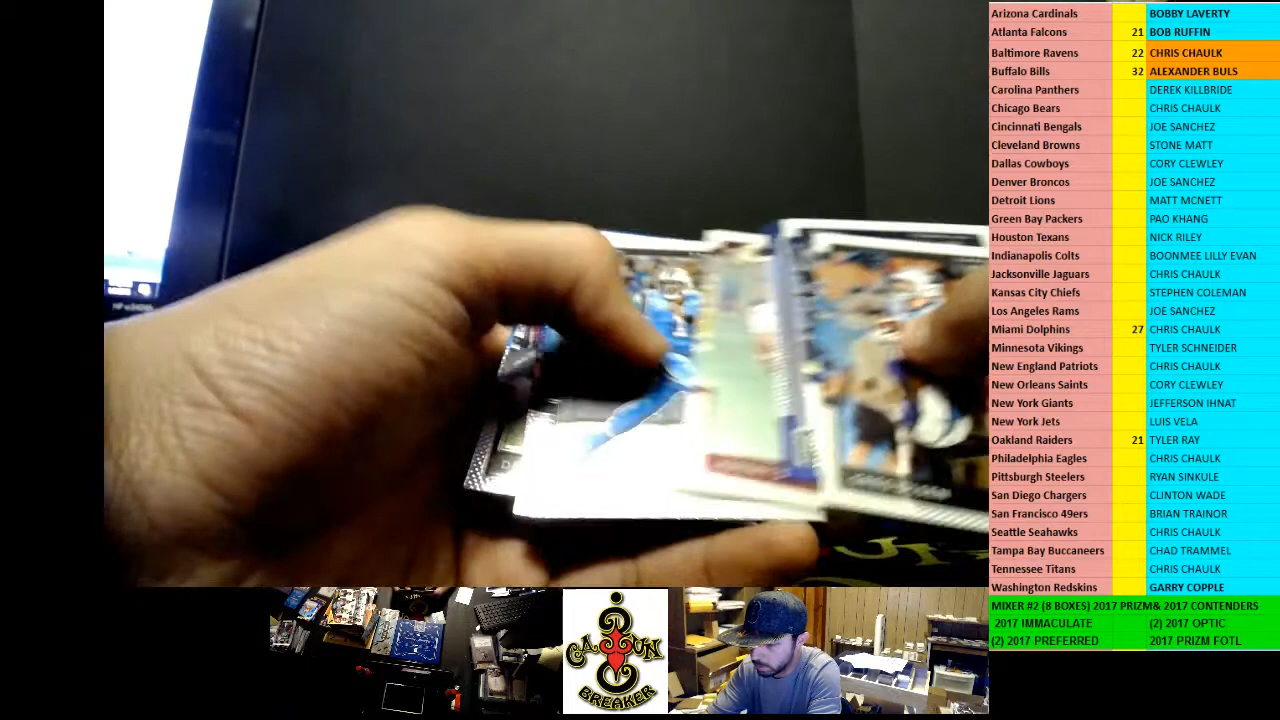 Arizona Cardinals BOBBY LAVERTY
Atlanta Falcons 21 BOB RUFFIN
Baltimore Ravens 22 CHRIS CHAULK
Buffalo Bills 32 ALEXANDER BULS
Carolina Panthers DEREK KILLBRIDE
Chicago Bears CHRIS CHAULK
Cincinnati Bengals JOE SANCHEZ
Cleveland Browns STONE MATT
Dallas Cowboys CORY CLEWLEY
Denver Broncos JOE SANCHEZ
Detroit Lions MATT MCNETT
Green Bay Packers PAO KHANG
Houston Texans NICK RILEY
Indianapolis Colts BOONMEE LILLY EVAN
Jacksonville Jaguars CHRIS CHAULK
Kansas City Chiefs STEPHEN COLEMAN
Los Angeles Rams JOE SANCHEZ
Miami Dolphins 27 CHRIS CHAULK
Minnesota Vikings TYLER SCHNEIDER
New England Patriots CHRIS CHAULK
New Orleans Saints CORY CLEWLEY
New York Giants JEFFERSON IHNAT
New York Jets LUIS VELA
Oakland Raiders 21 TYLER RAY
Philadelphia Eagles CHRIS CHAULK
Pittsburgh Steelers RYAN SINKULE
San Diego Chargers CLINTON WADE
San Francisco 49ers BRIAN TRAINOR
Seattle Seahawks CHRIS CHAULK
Tampa Bay Buccaneers CHAD TRAMMEL
Tennessee Titans CHRIS CHAULK
Washington Redskins GARRY COPPLE
MIXER #2 (8 BOXES) 2017 PRIZM& 2017 CONTENDERS
2017 IMMACULATE (2) 2017 OPTIC
(2) 2017 PREFERRED 2017 PRIZM FOTL
BREAKER